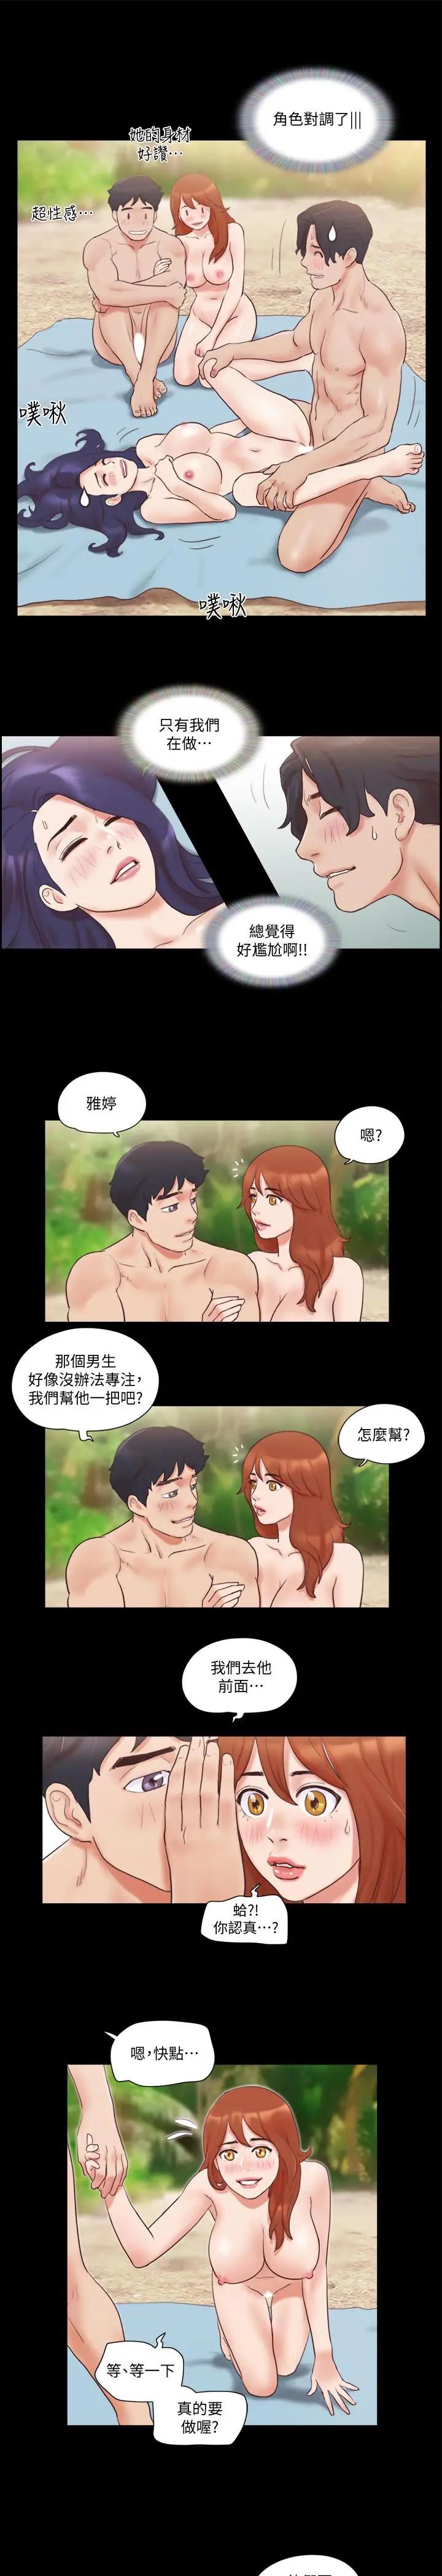 角色對調了|||
她的身材
好讚…
超性感…
噗啾
噗啾
只有我們
在做…
總覺得
好尷尬啊!!
雅婷
嗯?
那個男生
好像沒辦法專注,
我們幫他一把吧?
怎麼幫?
我們去他
前面…
蛤?!
你認真…?
嗯,快點…
等、等一下
真的要
做喔?